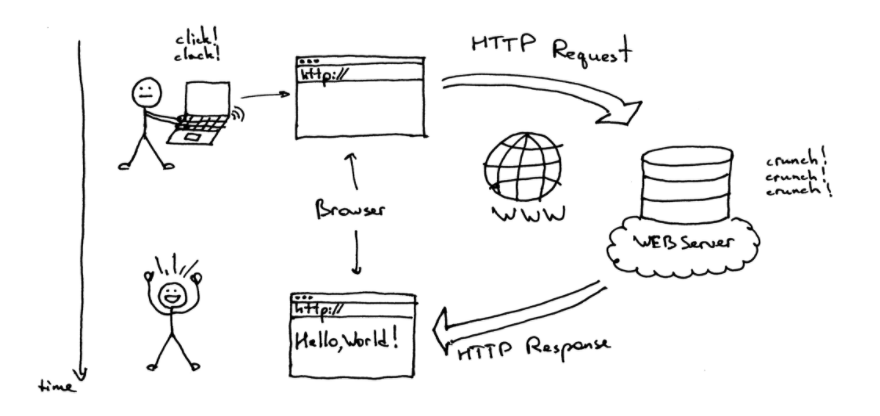 click!
clack!
HTTP Request
http://
crunch!
crunch!
crunch!
WWW
Browser
WEB Server
http://
Hello, World!
HTTP Response
time